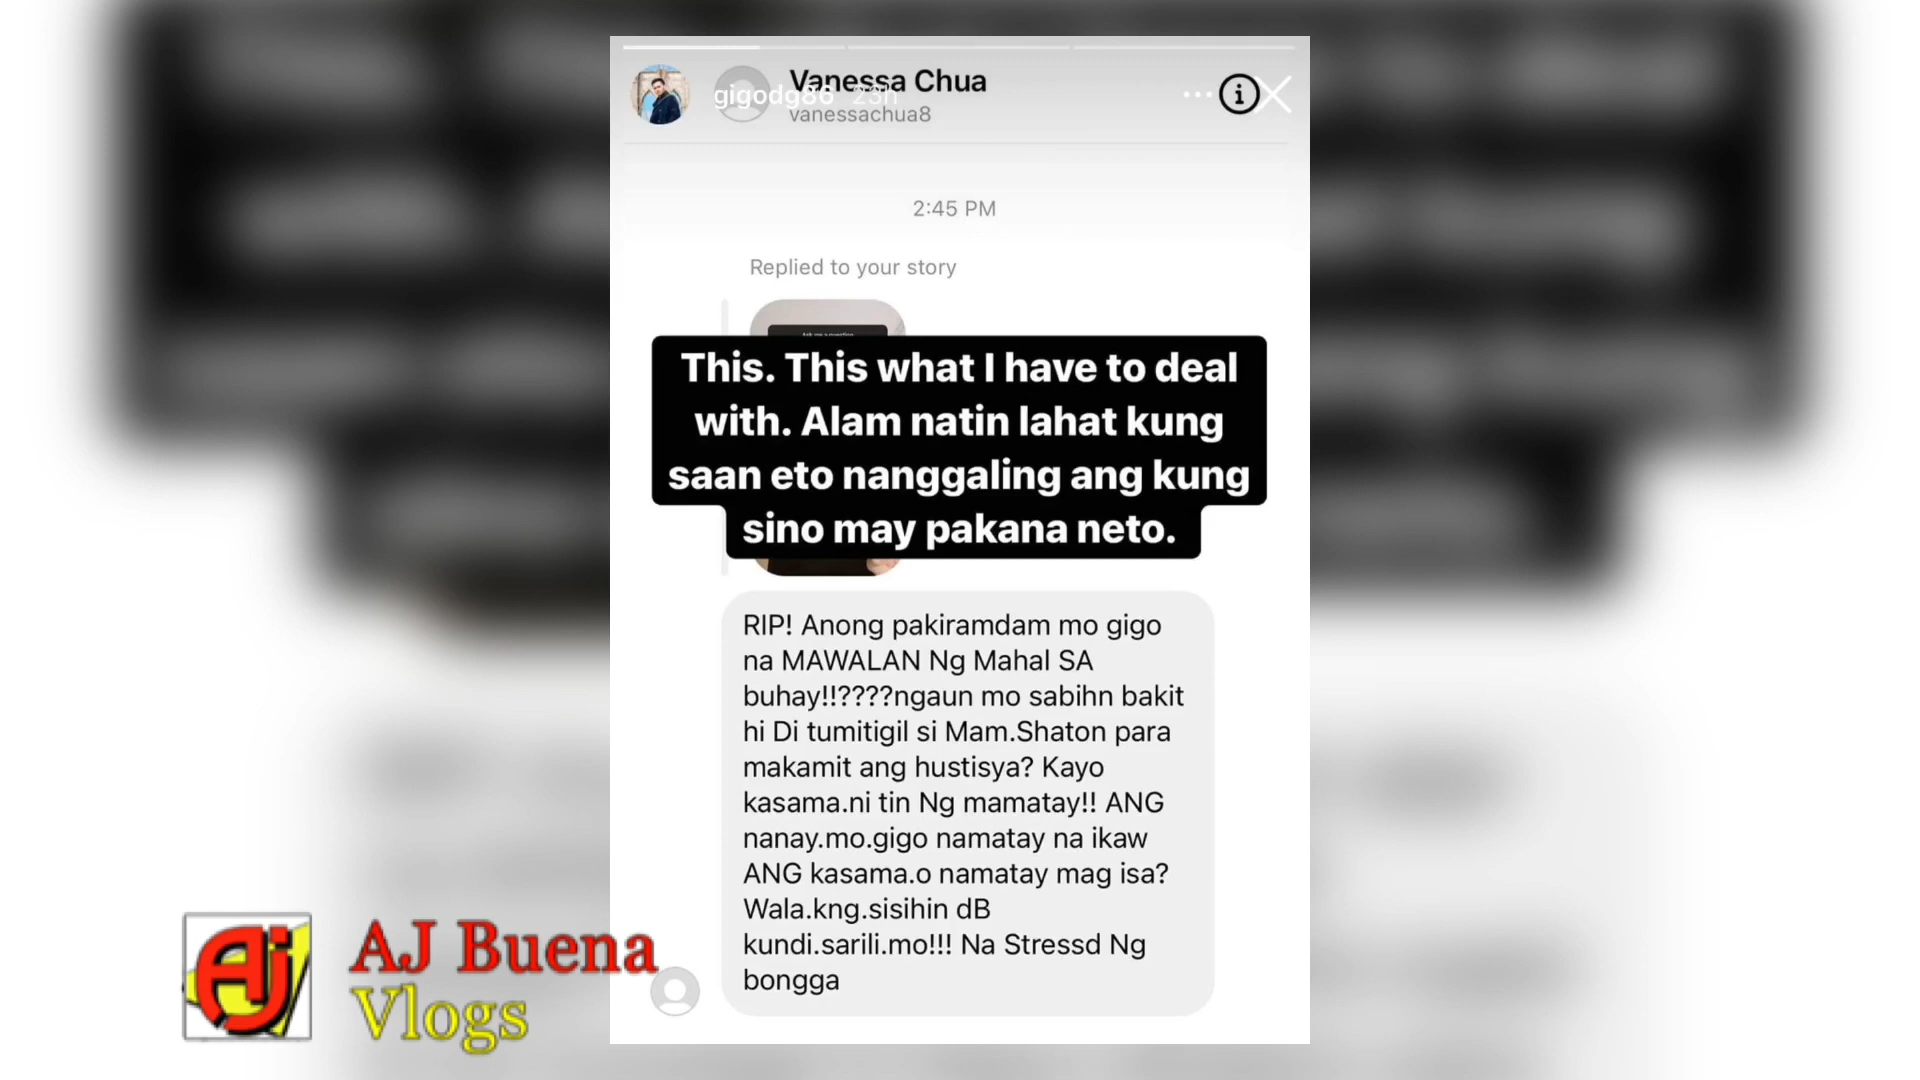 Vanessa Chua
gigodg86 23h
vanessachua8
2:45 PM
Replied to your story
This. This what I have to deal
with. Alam natin lahat kung
saan eto nanggaling ang kung
sino may pakana neto.
RIP! Anong pakiramdam mo gigo
na MAWALAN Ng Mahal SA
buhay!!????ngaun mo sabihn bakit
hi Di tumitigil si Mam.Shaton para
makamit ang hustisya? Kayo
kasama.ni tin Ng mamatay!! ANG
nanay.mo.gigo namatay na ikaw
ANG kasama.o namatay mag isa?
Wala.kng.sisihin dB
kundi.sarili.mo!!! Na Stressd Ng
bongga
AJ
AJ Buena
Vlogs